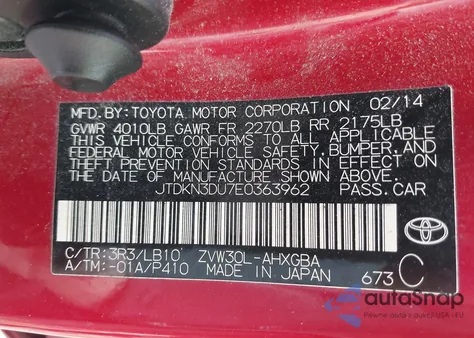 MFD.BY: TOYOTA MOTOR CORPORATION 02/14
GVWR 4010LB GAWR FR 2270LB RR 2175LB
THIS VEHICLE CONFORMS TO ALL APPLICABLE
FEDERAL MOTOR VEHICLE SAFETY, BUMPER, AND
THEFT PREVENTION STANDARDS IN EFFECT ON
THE DATE OF MANUFACTURE SHOWN ABOVE.
JTDKN3DU7E0363962 PASS.CAR
C/TR:3R3/LB10 ZVW30L-AHXGBA
A/TM:-01A/P410 MADE IN JAPAN 673 C
TOYOTA
autoSnap